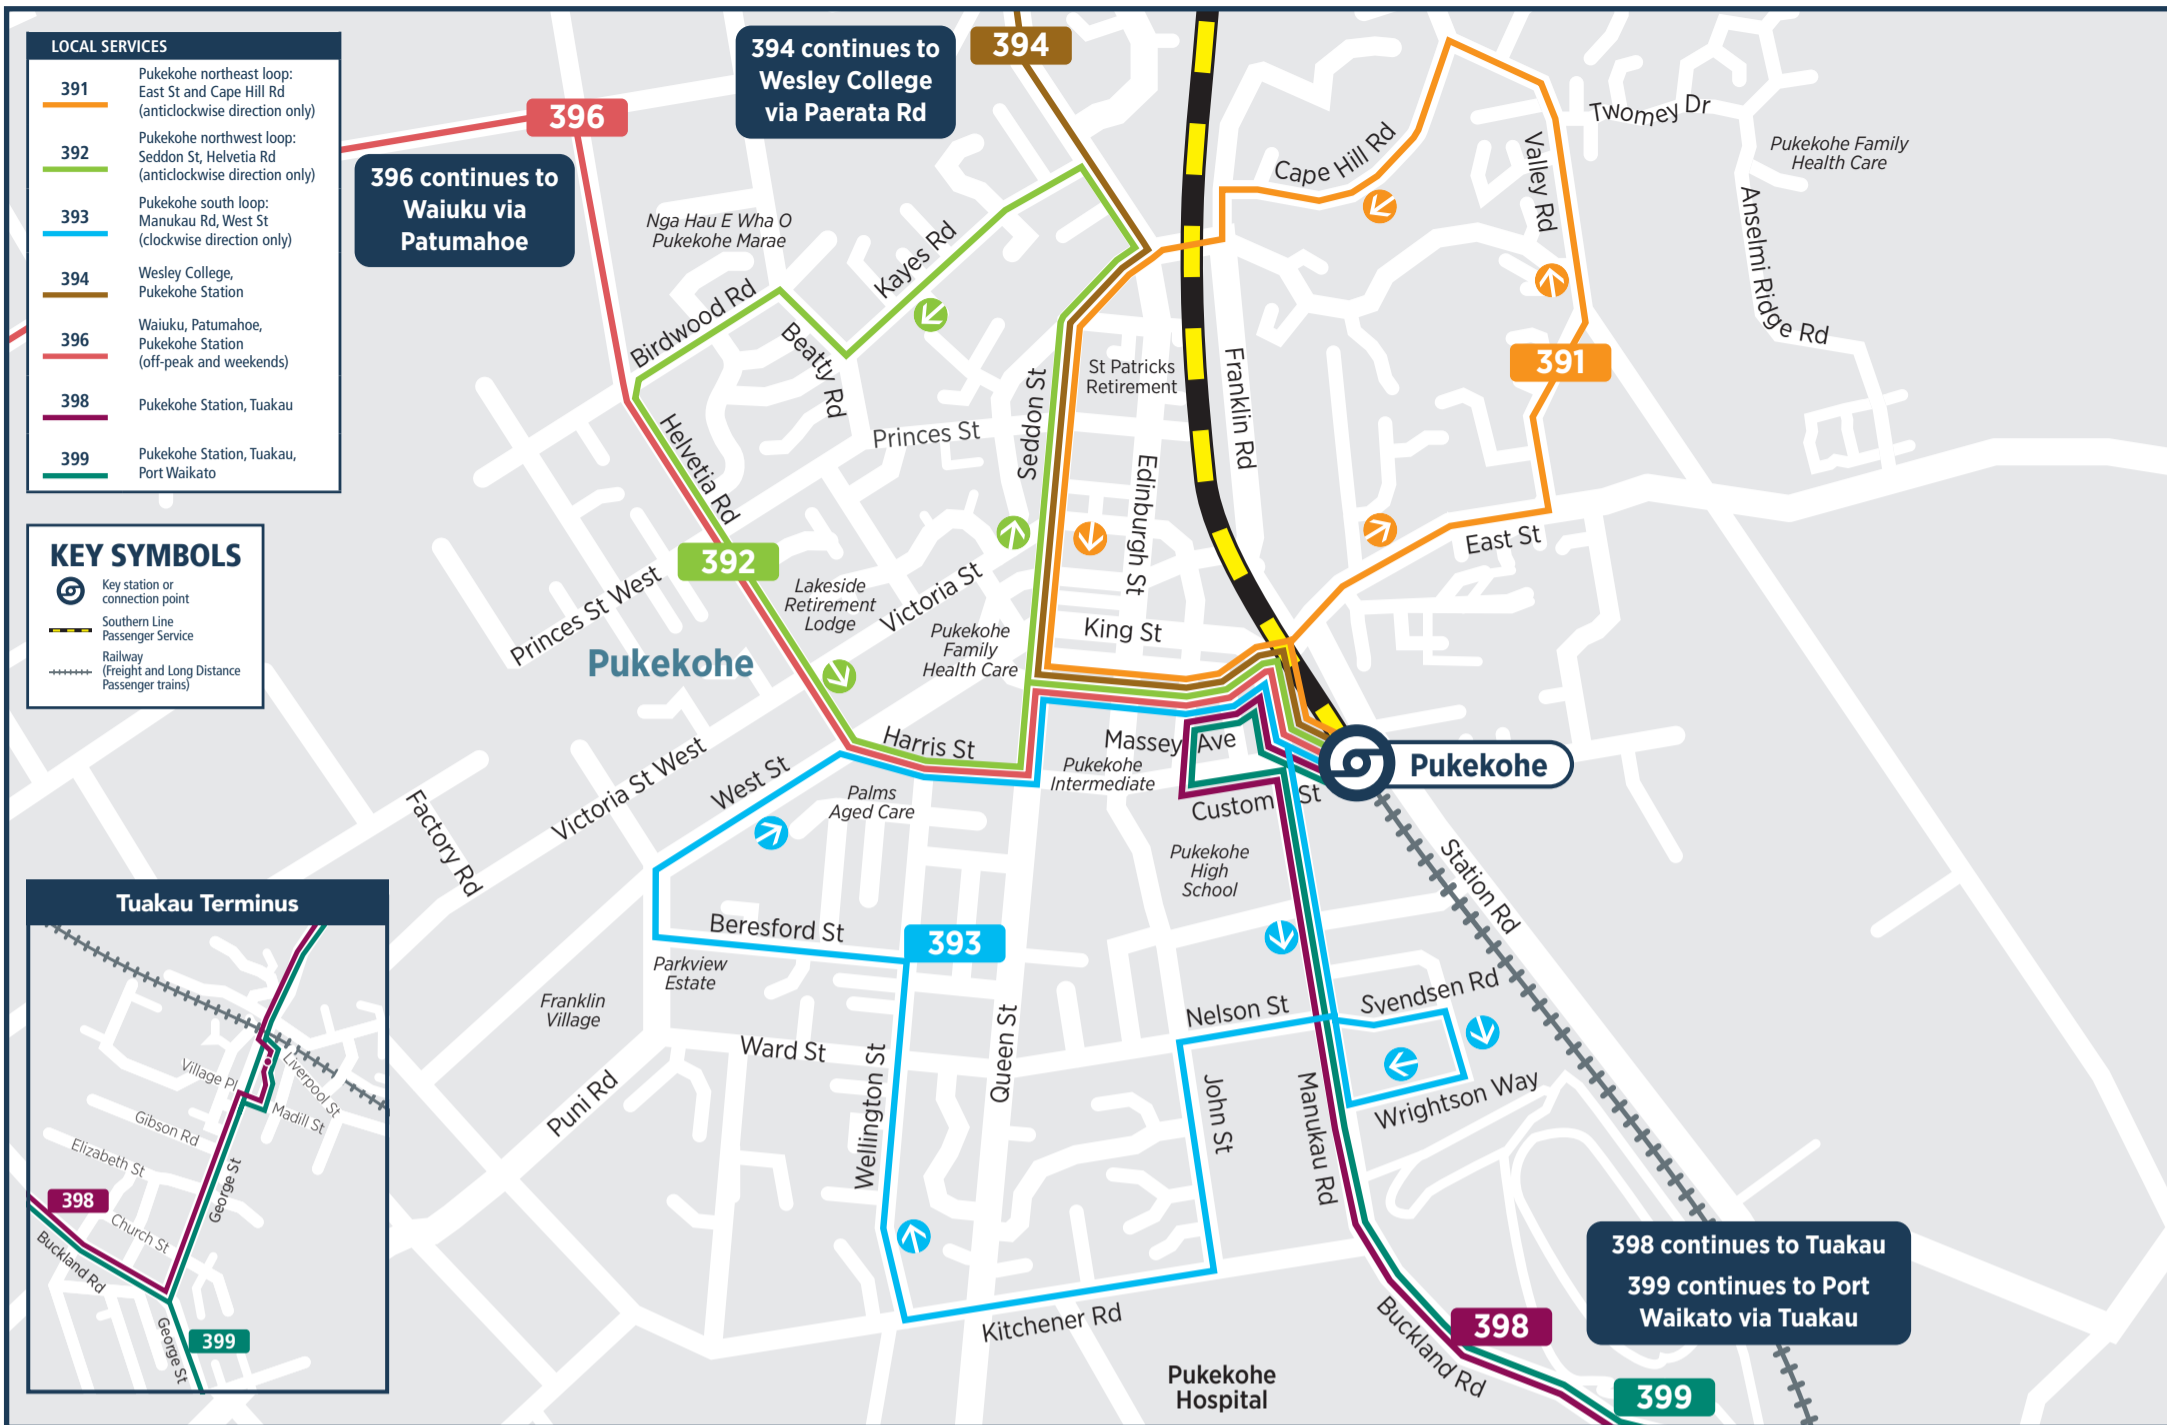 LOCAL SERVICES
391
Pukekohe northeast loop:
East St and Cape Hill Rd
(anticlockwise direction only)
392
Pukekohe northwest loop:
Seddon St, Helvetia Rd
(anticlockwise direction only)
393
Pukekohe south loop:
Manukau Rd, West St
(clockwise direction only)
394
Wesley College,
Pukekohe Station
396
Waiuku, Patumahoe,
Pukekohe Station
(off-peak and weekends)
398
Pukekohe Station, Tuakau
399
Pukekohe Station, Tuakau,
Port Waikato
KEY SYMBOLS
Key station or
connection point
Southern Line
Passenger Service
Railway
(Freight and Long Distance
Passenger trains)
394 continues to
Wesley College
via Paerata Rd
394
396
396 continues to
Waiuku via
Patumahoe
Nga Hau E Wha O
Pukekohe Marae
Kayes Rd
Birdwood Rd
Beatty Rd
Cape Hill Rd
Twomey Dr
Valley Rd
Pukekohe Family
Health Care
Anselmi Ridge Rd
391
St Patricks
Retirement
Franklin Rd
Seddon St
Princes St
Helvetia Rd
Edinburgh St
East St
392
Princes St West
Lakeside
Retirement
Lodge
Victoria St
Pukekohe
Family
Health Care
King St
Pukekohe
Harris St
Massey Ave
Pukekohe
Intermediate
Custom St
Pukekohe
West St
Victoria St West
Palms
Aged Care
Factory Rd
Pukekohe
High
School
Station Rd
Beresford St
393
Parkview
Estate
Franklin
Village
Ward St
Puni Rd
Wellington St
Queen St
Nelson St
Svendsen Rd
Wrightson Way
John St
Manukau Rd
Kitchener Rd
Buckland Rd
Pukekohe
Hospital
398
399
398 continues to Tuakau
399 continues to Port
Waikato via Tuakau
Tuakau Terminus
Village Pl
Liverpool St
Madill St
Gibson Rd
Elizabeth St
George St
398
Church St
Buckland Rd
George St
399